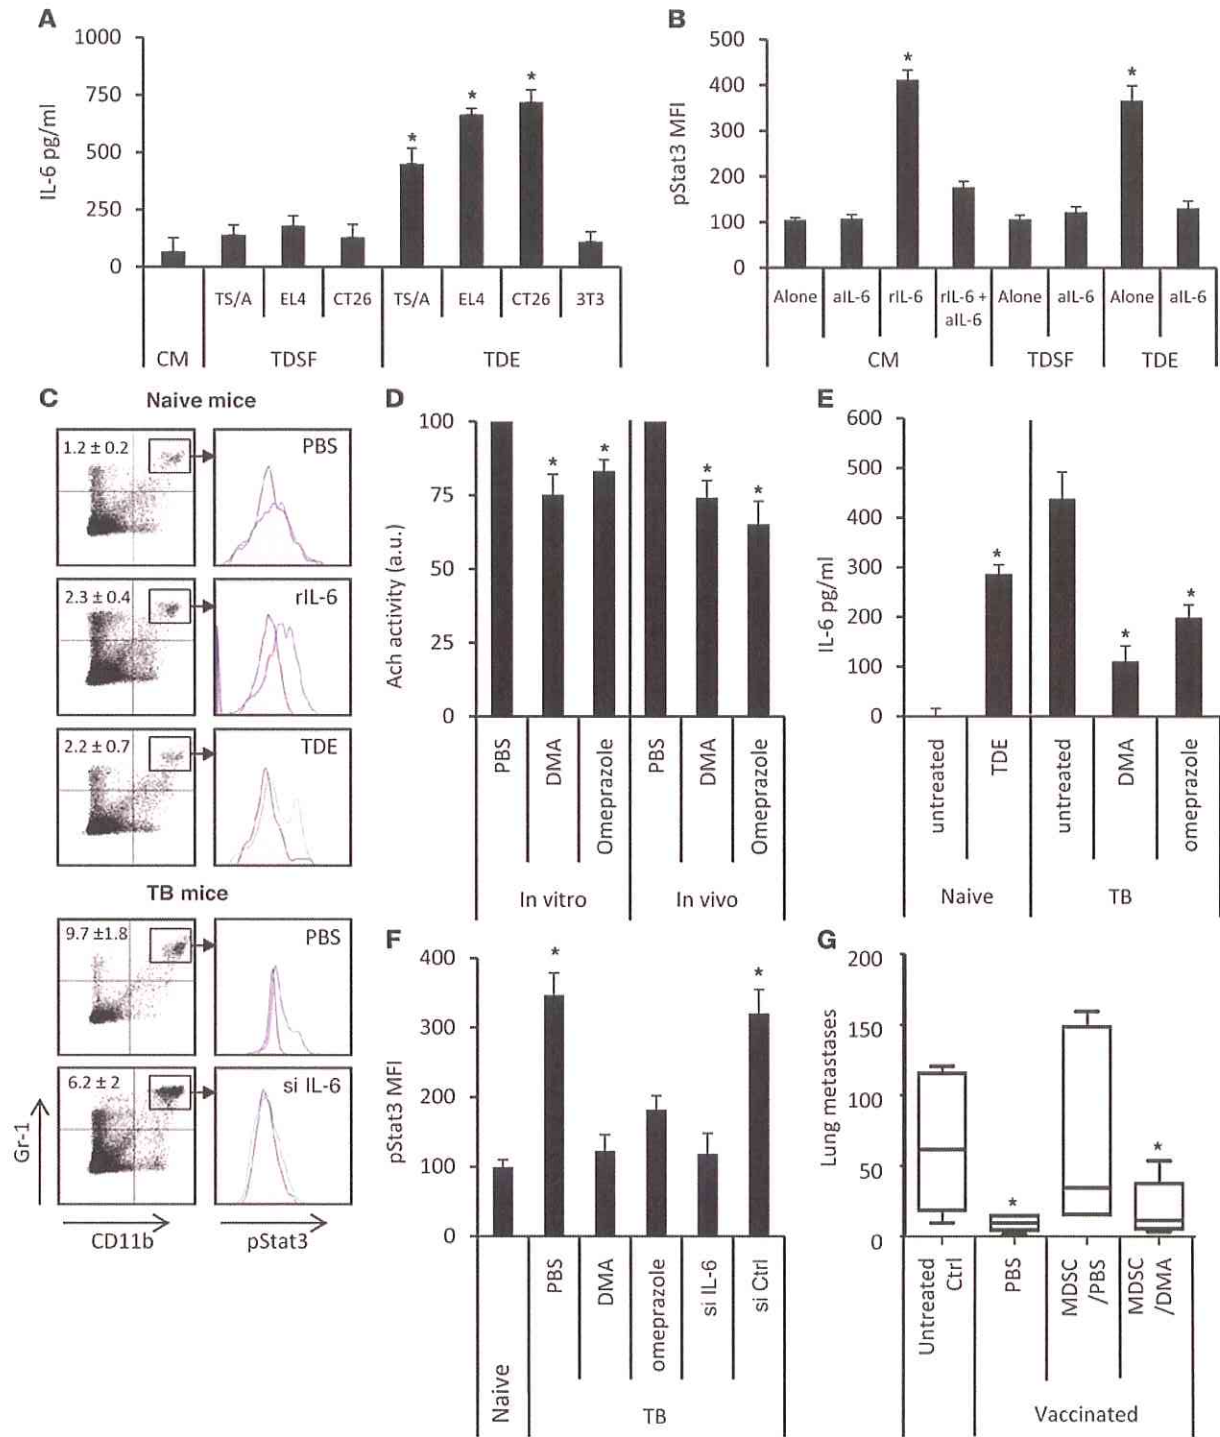 A
1000
750
500
250
0
IL-6 pg/ml
*
*
*
TS/A
EL4
CT26
TS/A
EL4
CT26
3T3
CM
TDSF
TDE
B
500
400
300
200
100
0
pStat3 MFI
*
*
Alone
aIL-6
rIL-6
rIL-6 +
aIL-6
Alone
aIL-6
Alone
aIL-6
CM
TDSF
TDE
C
Naive mice
1.2 ± 0.2
PBS
2.3 ± 0.4
rIL-6
2.2 ± 0.7
TDE
TB mice
9.7 ±1.8
PBS
6.2 ± 2
si IL-6
Gr-1
CD11b
pStat3
D
100
75
50
25
0
Ach activity (a.u.)
*
*
*
*
PBS
DMA
Omeprazole
PBS
DMA
Omeprazole
In vitro
In vivo
E
600
500
400
300
200
100
0
IL-6 pg/ml
*
*
*
untreated
TDE
untreated
DMA
omeprazole
Naive
TB
F
400
300
200
100
0
pStat3 MFI
*
*
Naive
PBS
DMA
omeprazole
si IL-6
si Ctrl
TB
G
200
150
100
50
0
Lung metastases
*
*
Untreated
Ctrl
PBS
MDSC
/PBS
MDSC
/DMA
Vaccinated